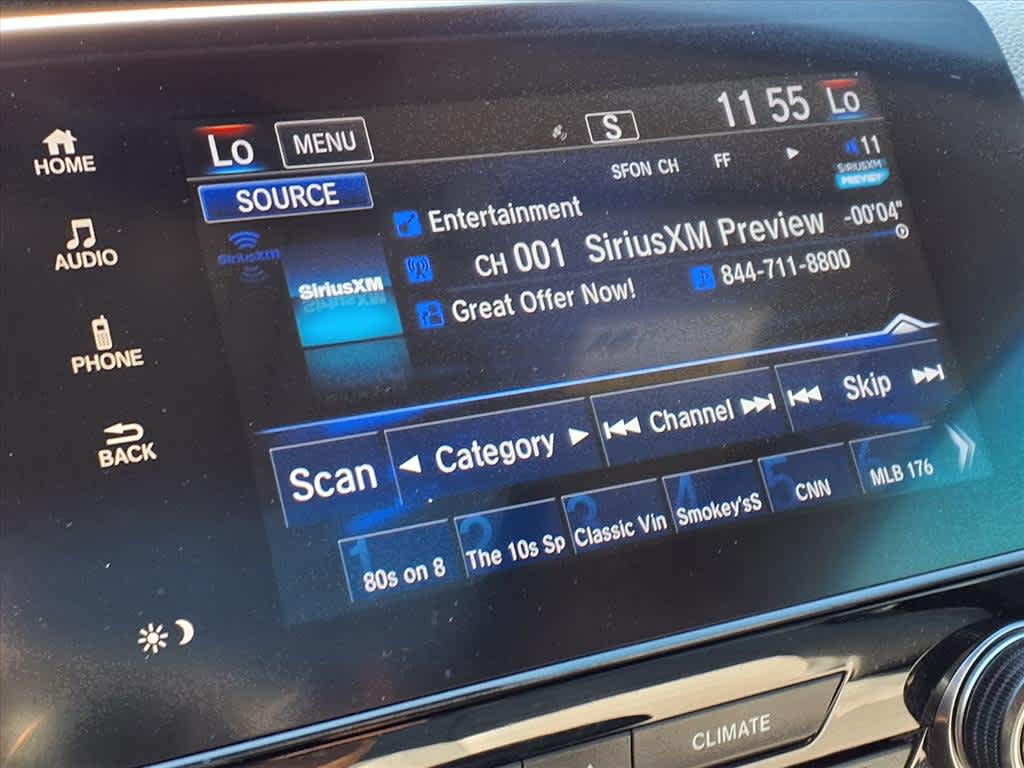 HOME
AUDIO
PHONE
BACK
Lo
MENU
S
11 55
Lo
SFON CH
FF
11
SIRIUSXM
PREVIEW
SOURCE
SiriusXM
SiriusXM
Entertainment
CH 001 SiriusXM Preview
-00'04"
Great Offer Now!
844-711-8800
Scan
Category
Channel
Skip
1 80s on 8
2 The 10s Sp
3 Classic Vin
4 Smokey'sS
5 CNN
6 MLB 176
CLIMATE